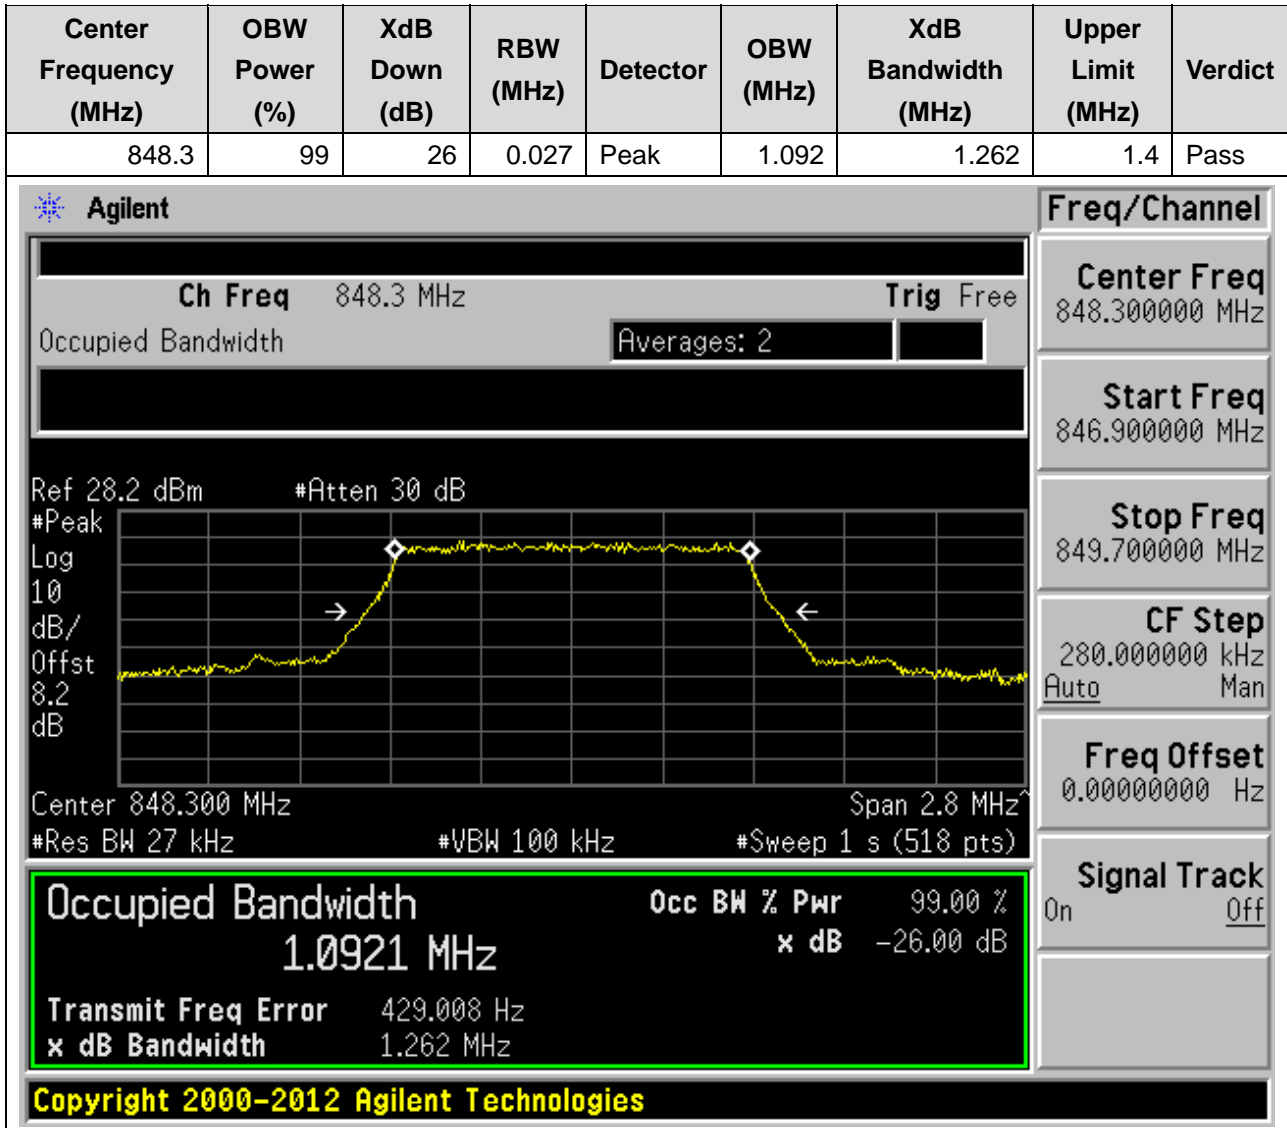 Center Frequency (MHz) OBW Power (%) XdB Down (dB) RBW (MHz) Detector OBW (MHz) XdB Bandwidth (MHz) Upper Limit (MHz) Verdict
848.3 99 26 0.027 Peak 1.092 1.262 1.4 Pass
Agilent
Ch Freq 848.3 MHz Trig Free
Occupied Bandwidth Averages: 2
Ref 28.2 dBm #Atten 30 dB
#Peak
Log
10
dB/
Offst
8.2
dB
Center 848.300 MHz Span 2.8 MHz^
#Res BW 27 kHz #VBW 100 kHz #Sweep 1 s (518 pts)
Occupied Bandwidth Occ BW % Pwr 99.00 %
1.0921 MHz x dB -26.00 dB
Transmit Freq Error 429.008 Hz
x dB Bandwidth 1.262 MHz
Copyright 2000-2012 Agilent Technologies
Freq/Channel
Center Freq
848.300000 MHz
Start Freq
846.900000 MHz
Stop Freq
849.700000 MHz
CF Step
280.000000 kHz
Auto Man
Freq Offset
0.00000000 Hz
Signal Track
On Off